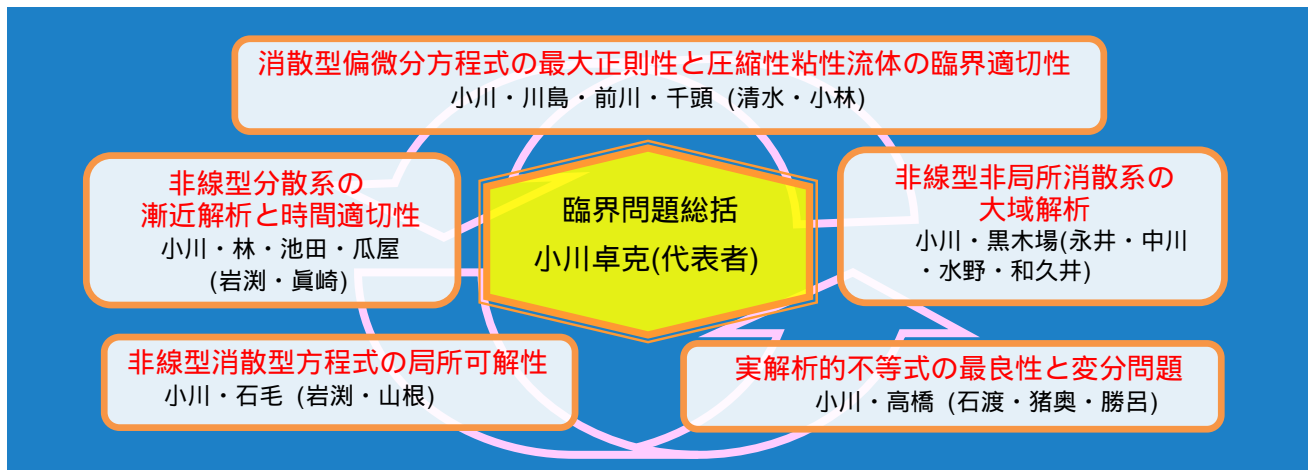 消散型偏微分方程式の最大正則性と圧縮性粘性流体の臨界適切性
小川・川島・前川・千頭 (清水・小林)
非線型分散系の
漸近解析と時間適切性
小川・林・池田・瓜屋
(岩渕・眞崎)
臨界問題総括
小川卓克(代表者)
非線型非局所消散系の
大域解析
小川・黒木場(永井・中川
・水野・和久井)
非線型消散型方程式の局所可解性
小川・石毛 (岩渕・山根)
実解析的不等式の最良性と変分問題
小川・高橋 (石渡・猪奥・勝呂)